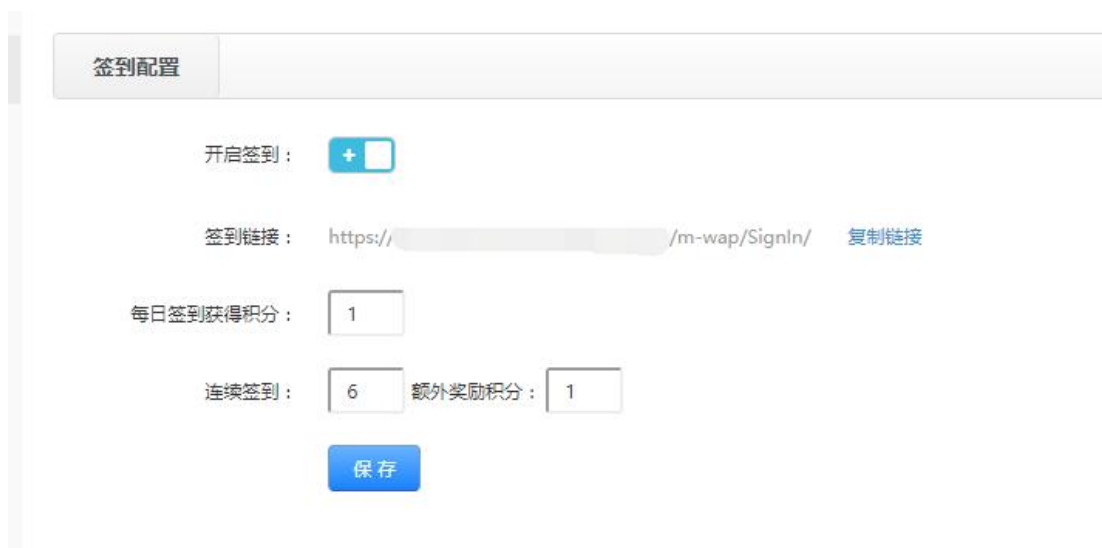 签到配置
开启签到：
签到链接： https:// /m-wap/SignIn/ 复制链接
每日签到获得积分： 1
连续签到： 6 额外奖励积分： 1
保存